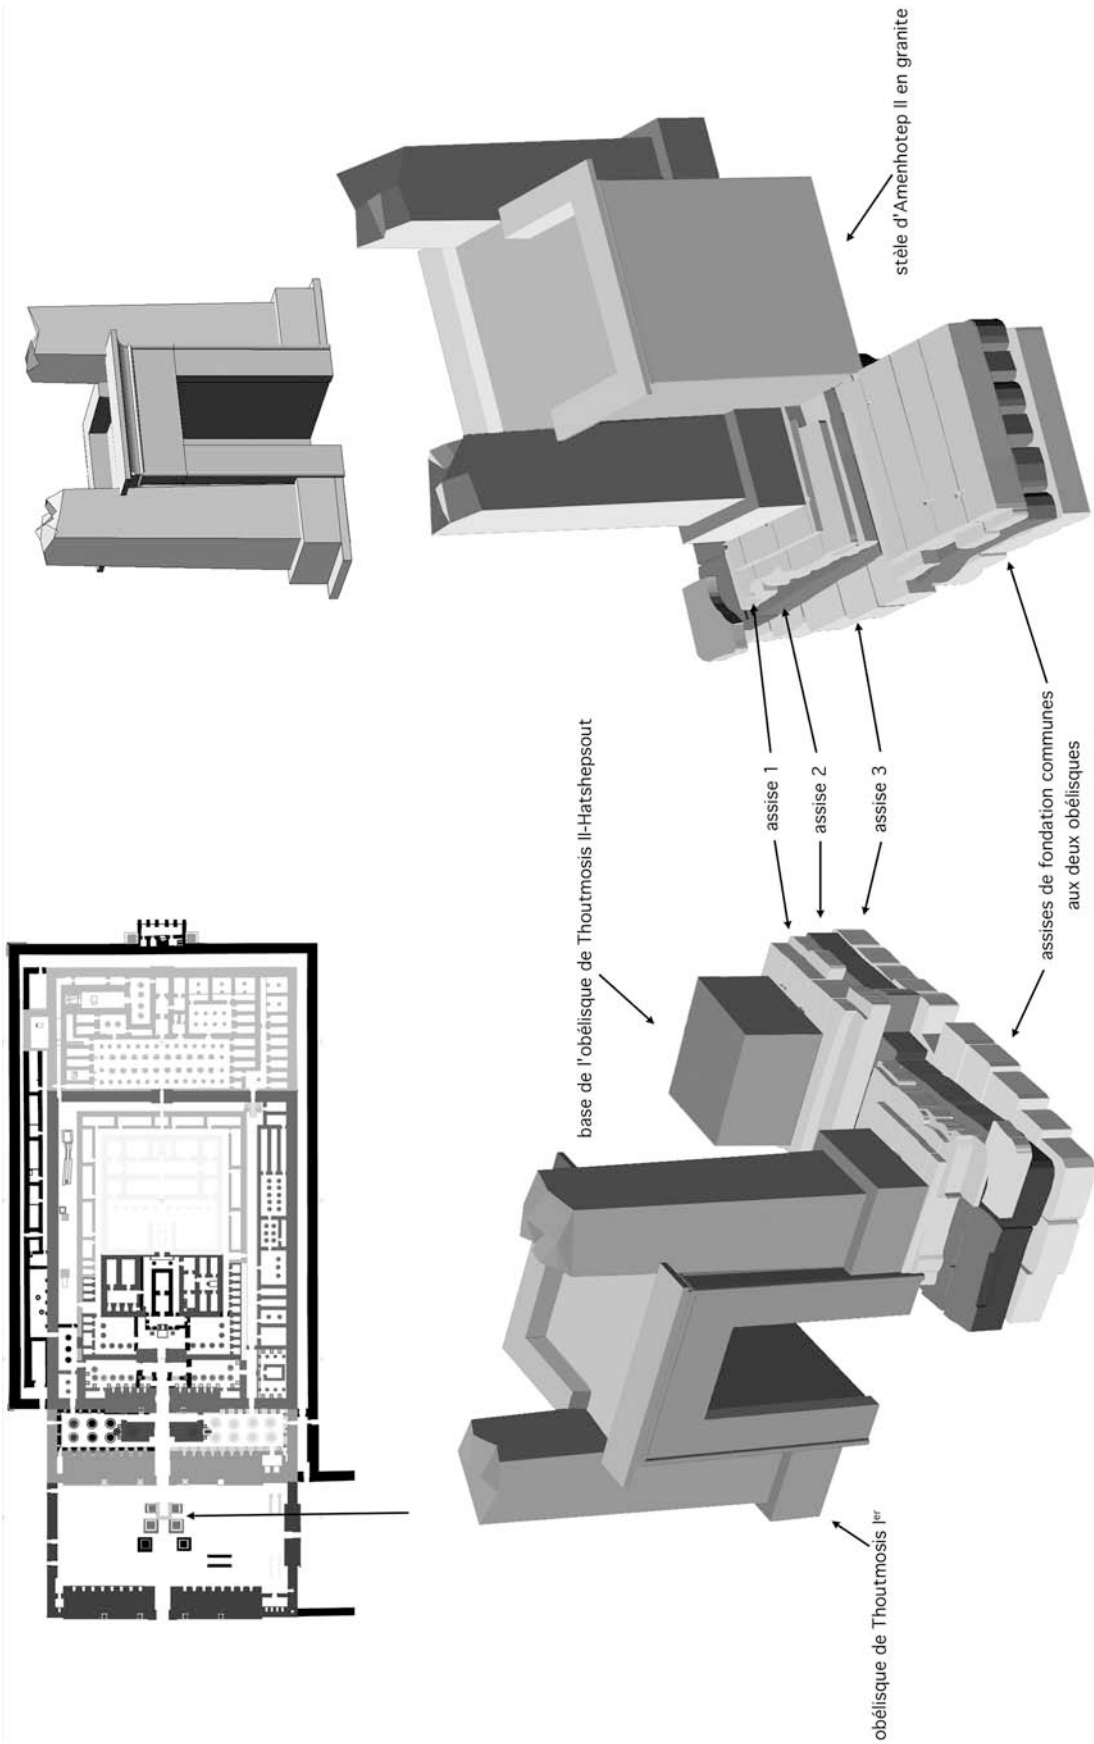 stèle d'Amenhotep II en granite
base de l'obélisque de Thoutmosis II-Hatshepsout
assise 1
assise 2
assise 3
assises de fondation communes
aux deux obélisques
obélisque de Thoutmosis Ier